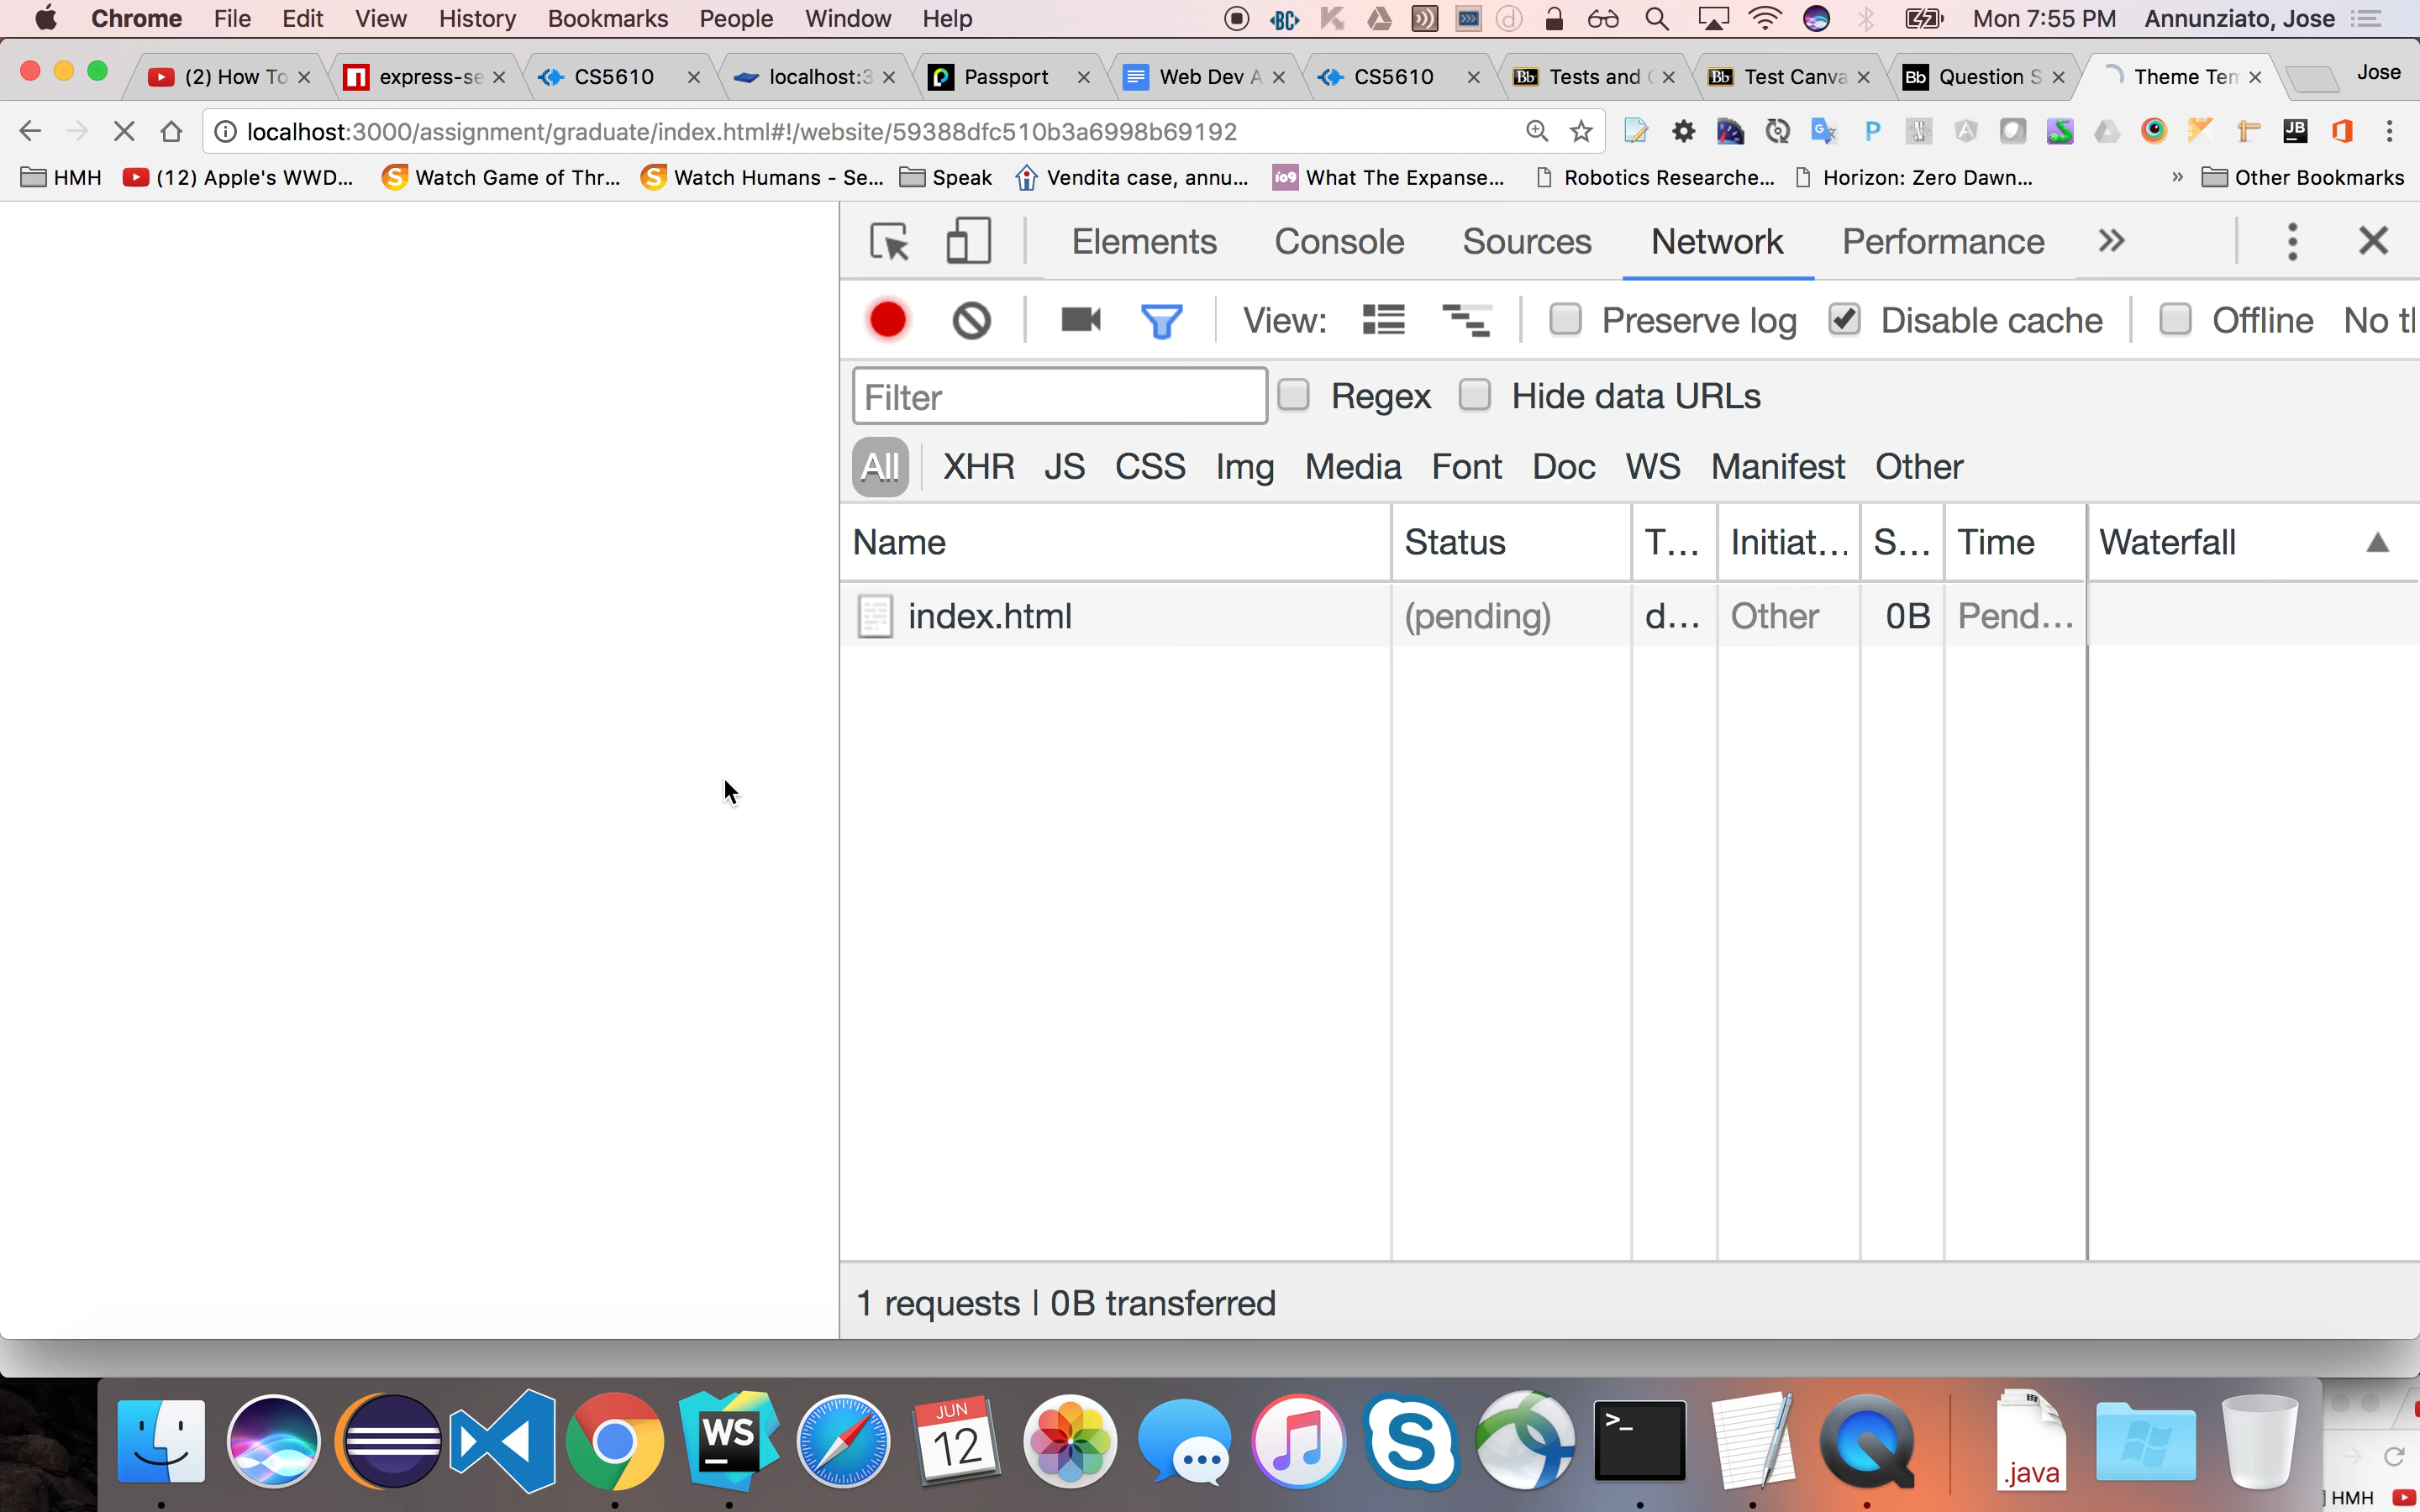 Chrome File Edit View History Bookmarks People Window Help BC Mon 7:55 PM Annunziato, Jose
(2) How To express-se CS5610 localhost:3 Passport Web Dev A CS5610 Tests and Test Canva Question S Theme Tem Jose
localhost:3000/assignment/graduate/index.html#!/website/59388dfc510b3a6998b69192
HMH (12) Apple's WWD... Watch Game of Thr... Watch Humans - Se... Speak Vendita case, annu... What The Expanse... Robotics Researche... Horizon: Zero Dawn... » Other Bookmarks
Elements Console Sources Network Performance »
View: Preserve log Disable cache Offline No
Filter Regex Hide data URLs
All XHR JS CSS Img Media Font Doc WS Manifest Other
Name Status T... Initiat... S... Time Waterfall
index.html (pending) d... Other 0B Pend...
1 requests | 0B transferred
WS
JUN
12
.java
HMH